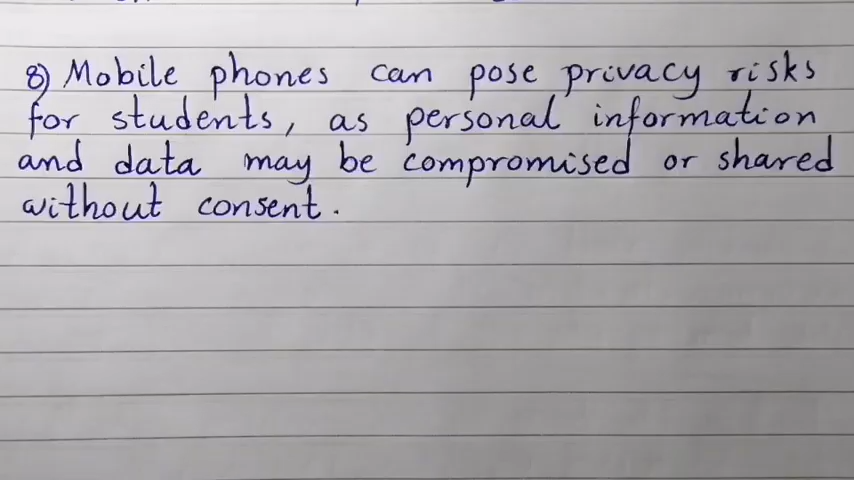 8) Mobile phones can pose privacy risks
for students, as personal information
and data may be compromised or shared
without consent.